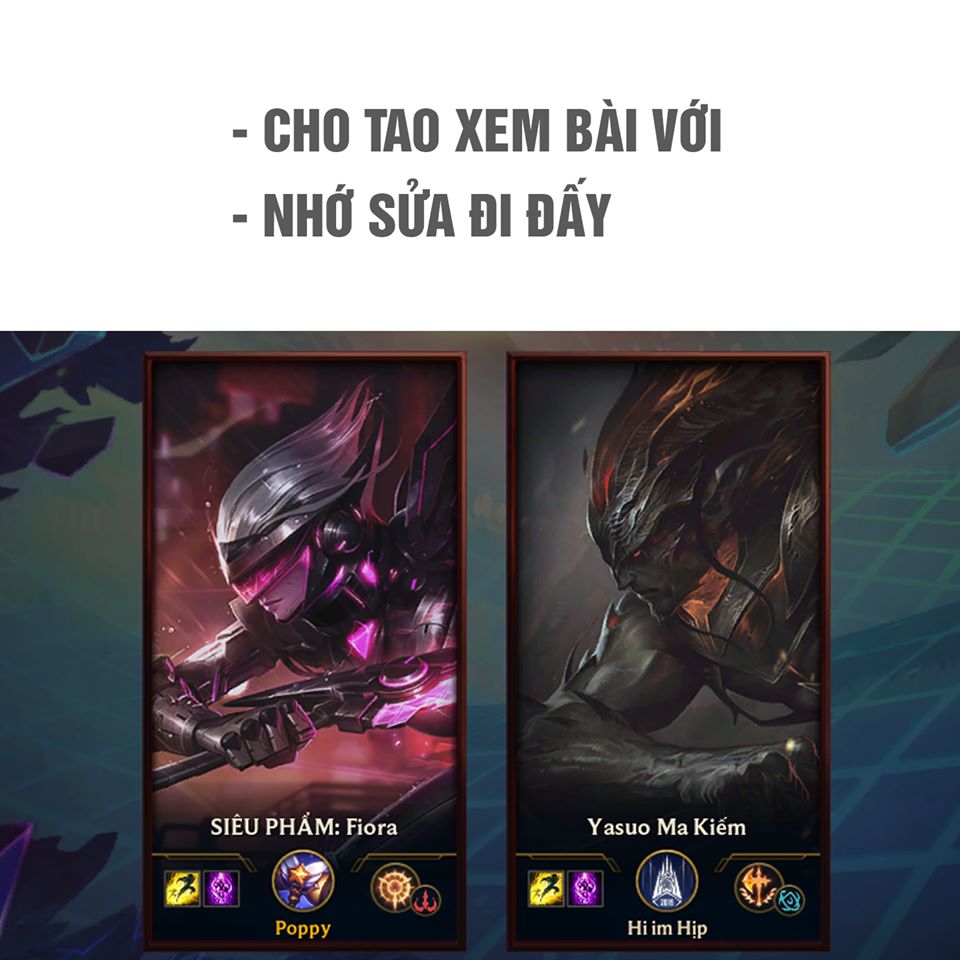 - CHO TAO XEM BÀI VỚI
- NHỚ SỬA ĐI ĐẤY
SIÊU PHẨM: Fiora
Yasuo Ma Kiếm
2016
Poppy
Hi im Hịp